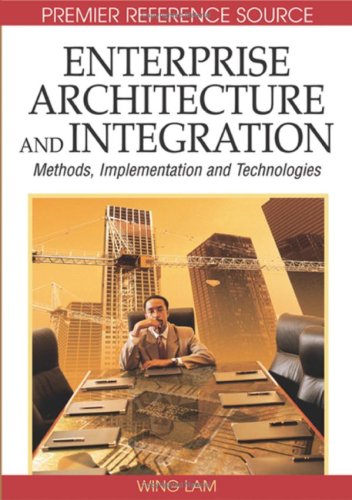 PREMIER REFERENCE SOURCE
ENTERPRISE
ARCHITECTURE
AND INTEGRATION
Methods, Implementation and Technologies
WING LAM